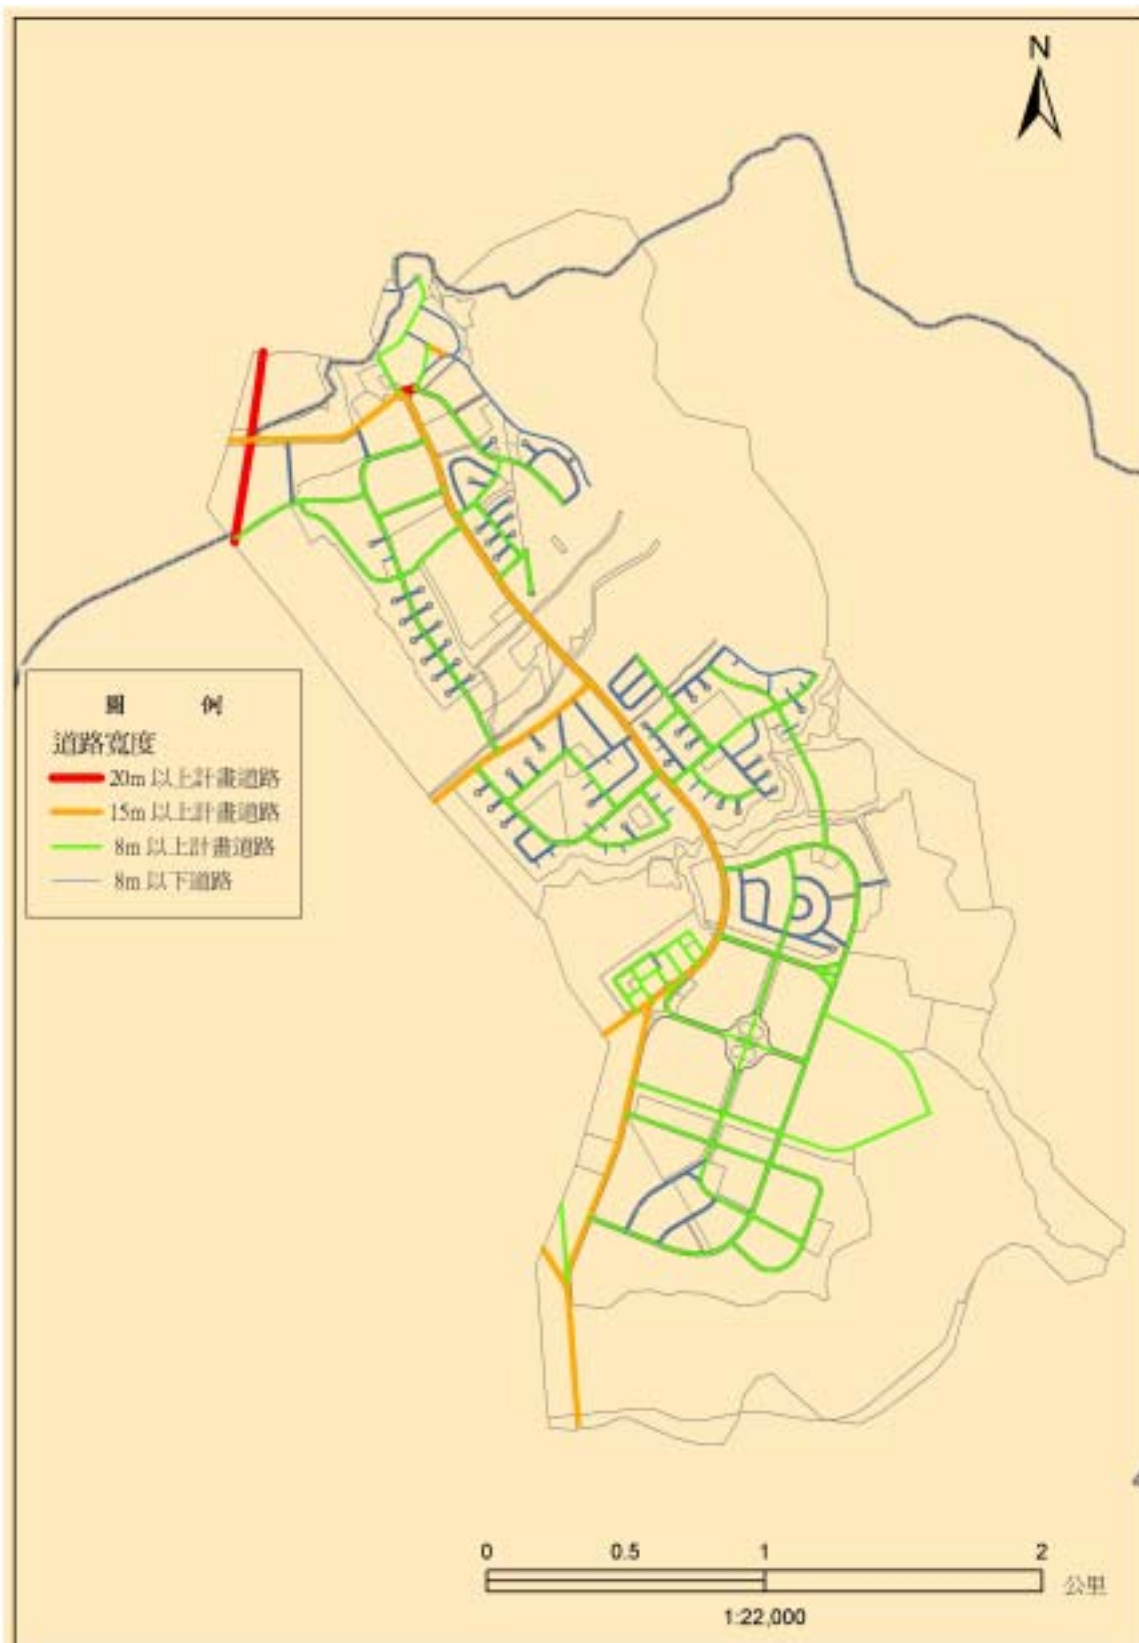 N
圖 例
道路寬度
20m 以上計畫道路
15m 以上計畫道路
8m 以上計畫道路
8m 以下道路
0 0.5 1 2
公里
1:22,000